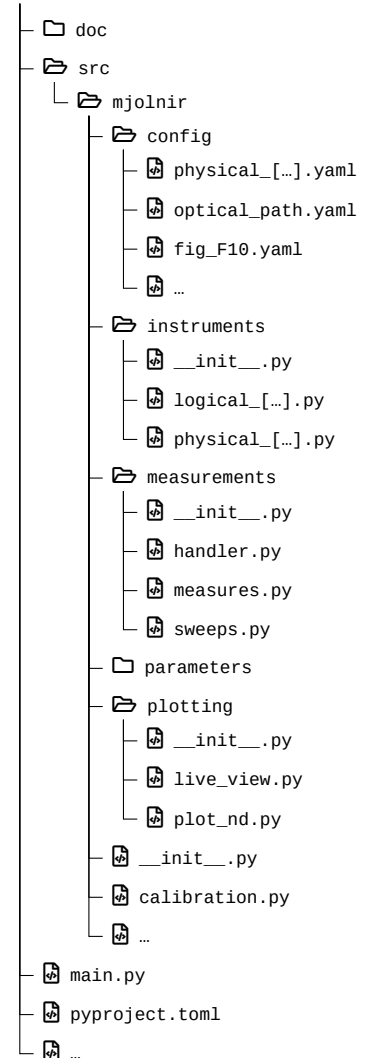 doc
src
mjolnir
config
physical_[…].yaml
optical_path.yaml
fig_F10.yaml
…
instruments
__init__.py
logical_[…].py
physical_[…].py
measurements
__init__.py
handler.py
measures.py
sweeps.py
parameters
plotting
__init__.py
live_view.py
plot_nd.py
__init__.py
calibration.py
…
main.py
pyproject.toml
…